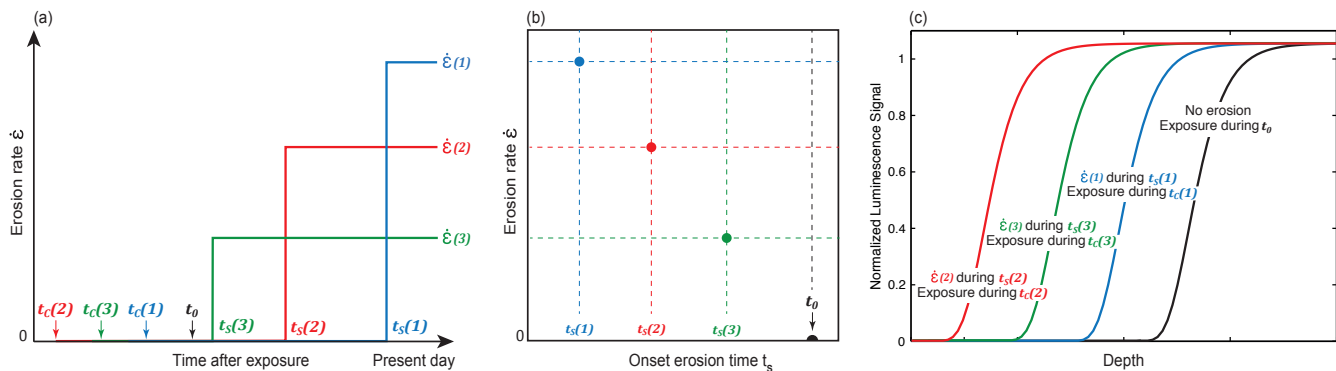 (a)
Erosion rate ε̇
0
ε̇(1)
ε̇(2)
ε̇(3)
tC(2)
tC(3)
tC(1)
t0
tS(3)
tS(2)
tS(1)
Time after exposure
Present day
(b)
Erosion rate ε̇
0
t0
tS(1)
tS(2)
tS(3)
Onset erosion time ts
(c)
Normalized Luminescence Signal
1
0.8
0.6
0.4
0.2
0
No erosion
Exposure during t0
ε̇(1) during tS(1)
Exposure during tC(1)
ε̇(3) during tS(3)
Exposure during tC(3)
ε̇(2) during tS(2)
Exposure during tC(2)
Depth